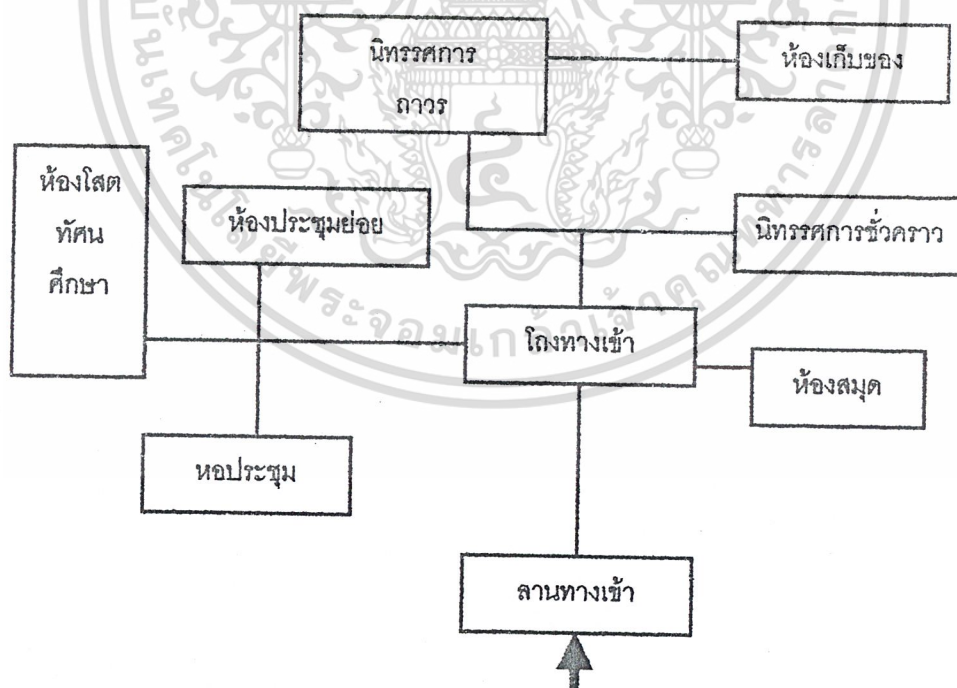 นิทรรศการ
ถาวร
ห้องเก็บของ
ห้องโสต
ทัศน
ศึกษา
ห้องประชุมย่อย
นิทรรศการชั่วคราว
โถงทางเข้า
ห้องสมุด
หอประชุม
ลานทางเข้า